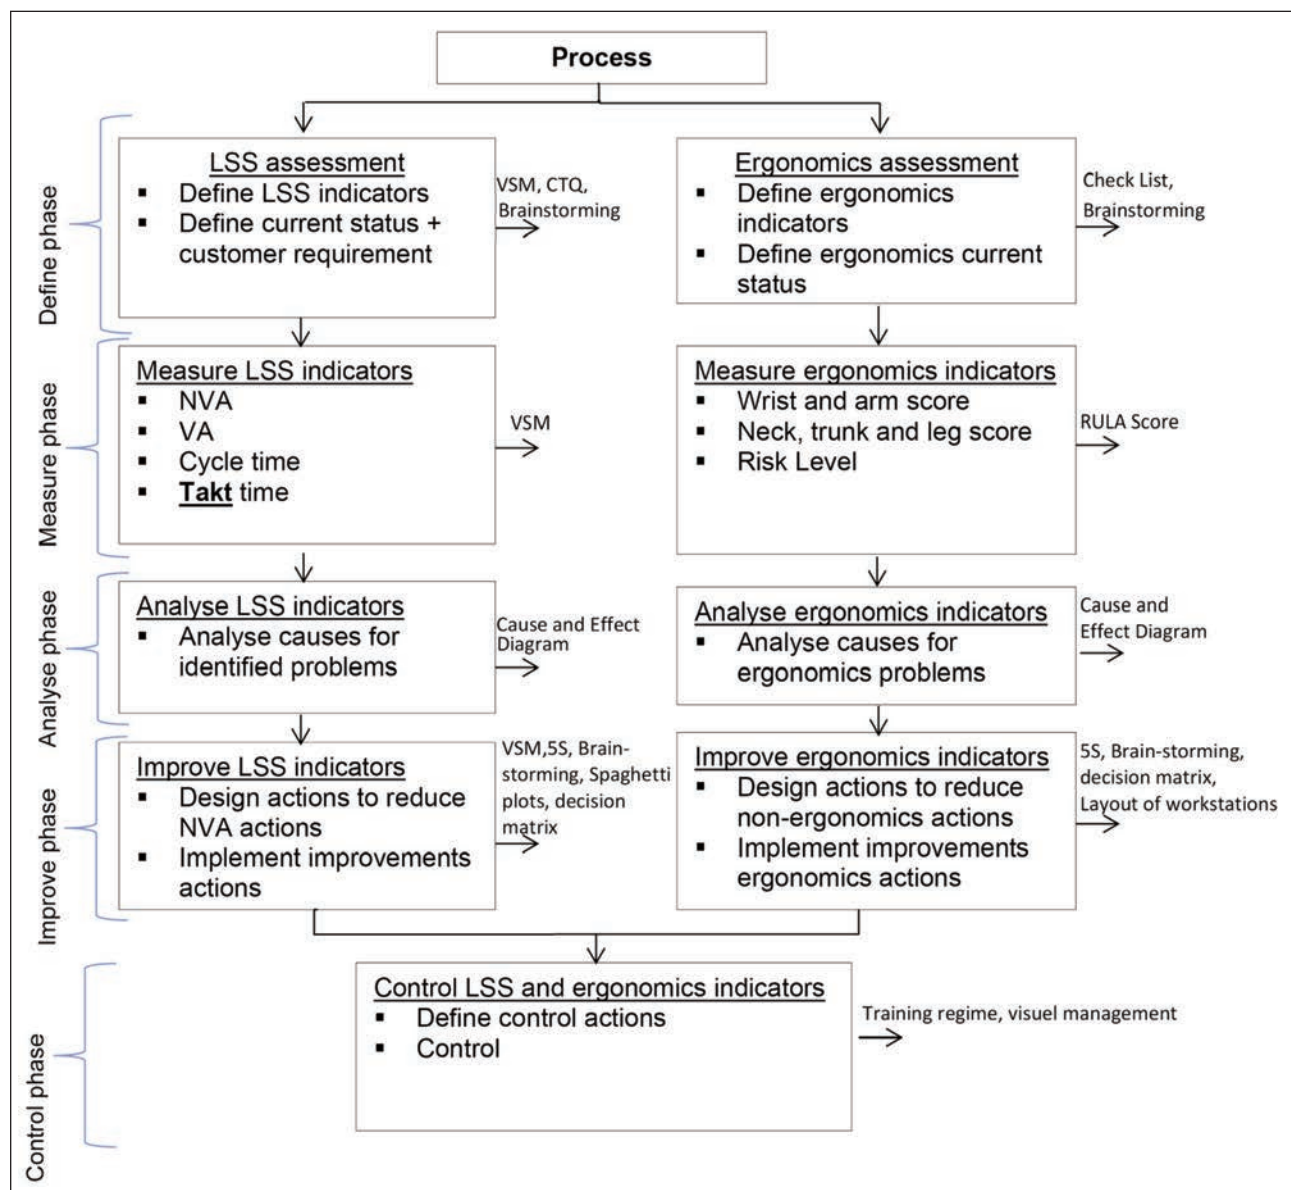 Process
Define phase
LSS assessment
▪ Define LSS indicators
▪ Define current status +
customer requirement
VSM, CTQ,
Brainstorming
Ergonomics assessment
▪ Define ergonomics
indicators
▪ Define ergonomics current
status
Check List,
Brainstorming
Measure phase
Measure LSS indicators
▪ NVA
▪ VA
▪ Cycle time
▪ Takt time
VSM
Measure ergonomics indicators
▪ Wrist and arm score
▪ Neck, trunk and leg score
▪ Risk Level
RULA Score
Analyse phase
Analyse LSS indicators
▪ Analyse causes for
identified problems
Cause and Effect
Diagram
Analyse ergonomics indicators
▪ Analyse causes for
ergonomics problems
Cause and
Effect Diagram
Improve phase
Improve LSS indicators
▪ Design actions to reduce
NVA actions
▪ Implement improvements
actions
VSM,5S, Brain-
storming, Spaghetti
plots, decision
matrix
Improve ergonomics indicators
▪ Design actions to reduce
non-ergonomics actions
▪ Implement improvements
ergonomics actions
5S, Brain-storming,
decision matrix,
Layout of workstations
Control phase
Control LSS and ergonomics indicators
▪ Define control actions
▪ Control
Training regime, visuel management